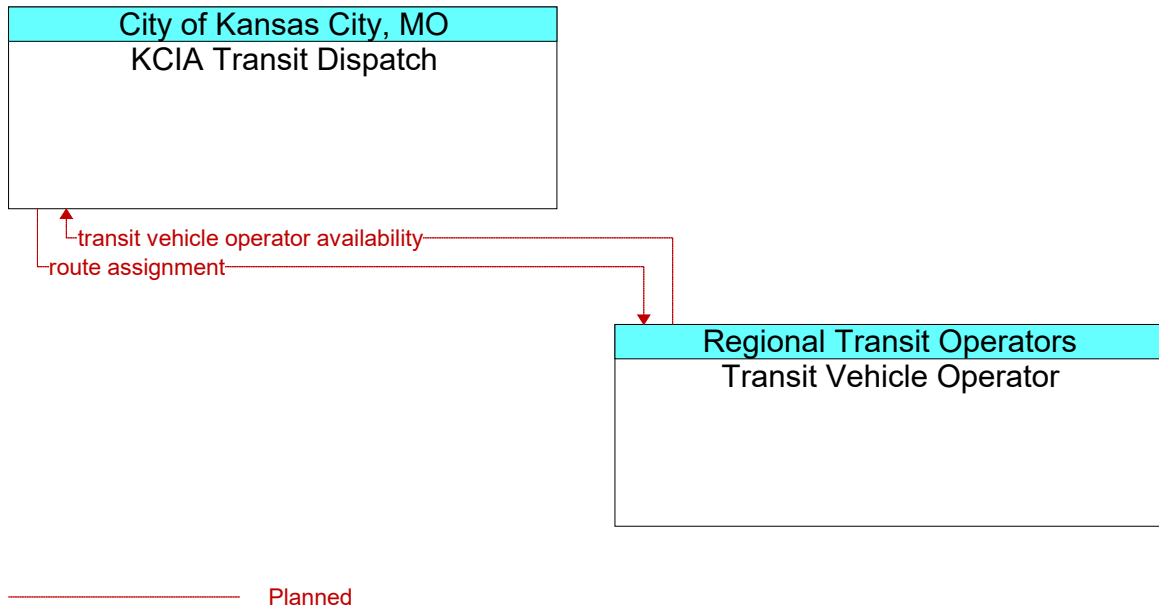 City of Kansas City, MO
KCIA Transit Dispatch
transit vehicle operator availability
route assignment
Regional Transit Operators
Transit Vehicle Operator
Planned